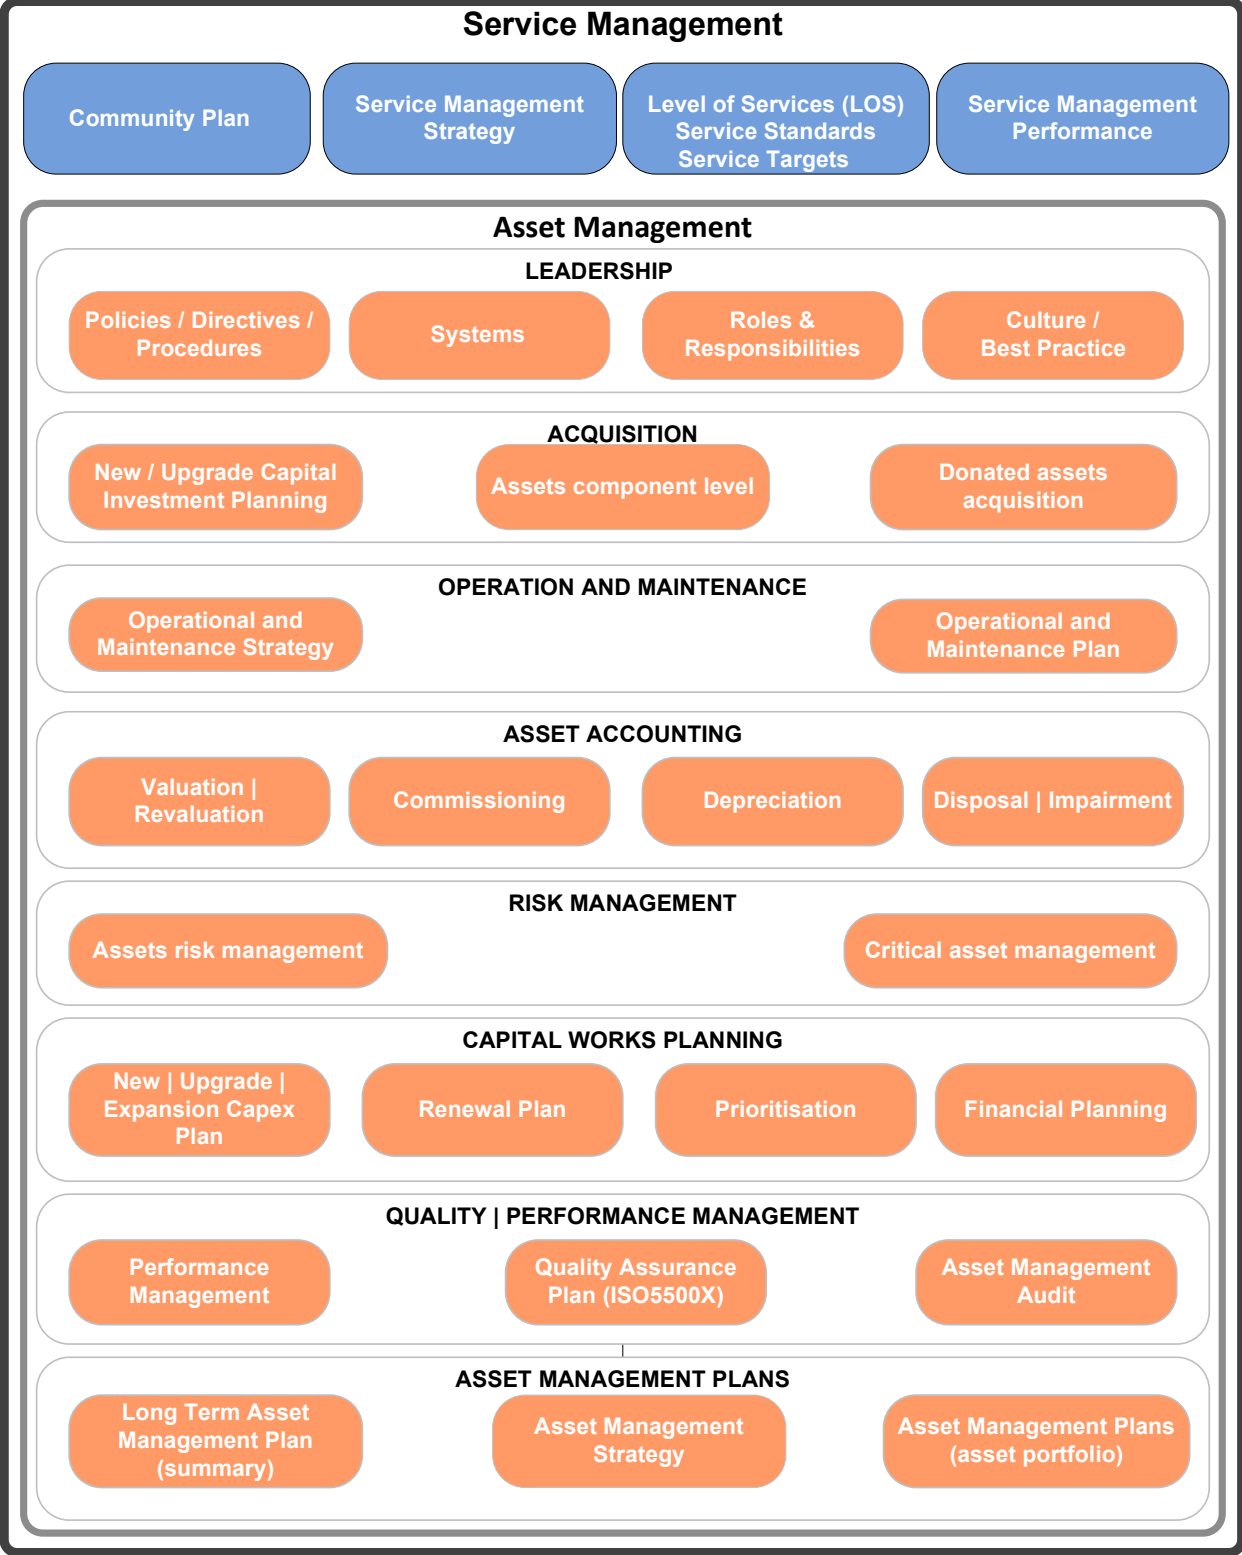 Service Management
Community Plan
Service Management
Strategy
Level of Services (LOS)
Service Standards
Service Targets
Service Management
Performance
Asset Management
LEADERSHIP
Policies / Directives /
Procedures
Systems
Roles &
Responsibilities
Culture /
Best Practice
ACQUISITION
New / Upgrade Capital
Investment Planning
Assets component level
Donated assets
acquisition
OPERATION AND MAINTENANCE
Operational and
Maintenance Strategy
Operational and
Maintenance Plan
ASSET ACCOUNTING
Valuation |
Revaluation
Commissioning
Depreciation
Disposal | Impairment
RISK MANAGEMENT
Assets risk management
Critical asset management
CAPITAL WORKS PLANNING
New | Upgrade |
Expansion Capex
Plan
Renewal Plan
Prioritisation
Financial Planning
QUALITY | PERFORMANCE MANAGEMENT
Performance
Management
Quality Assurance
Plan (ISO5500X)
Asset Management
Audit
ASSET MANAGEMENT PLANS
Long Term Asset
Management Plan
(summary)
Asset Management
Strategy
Asset Management Plans
(asset portfolio)